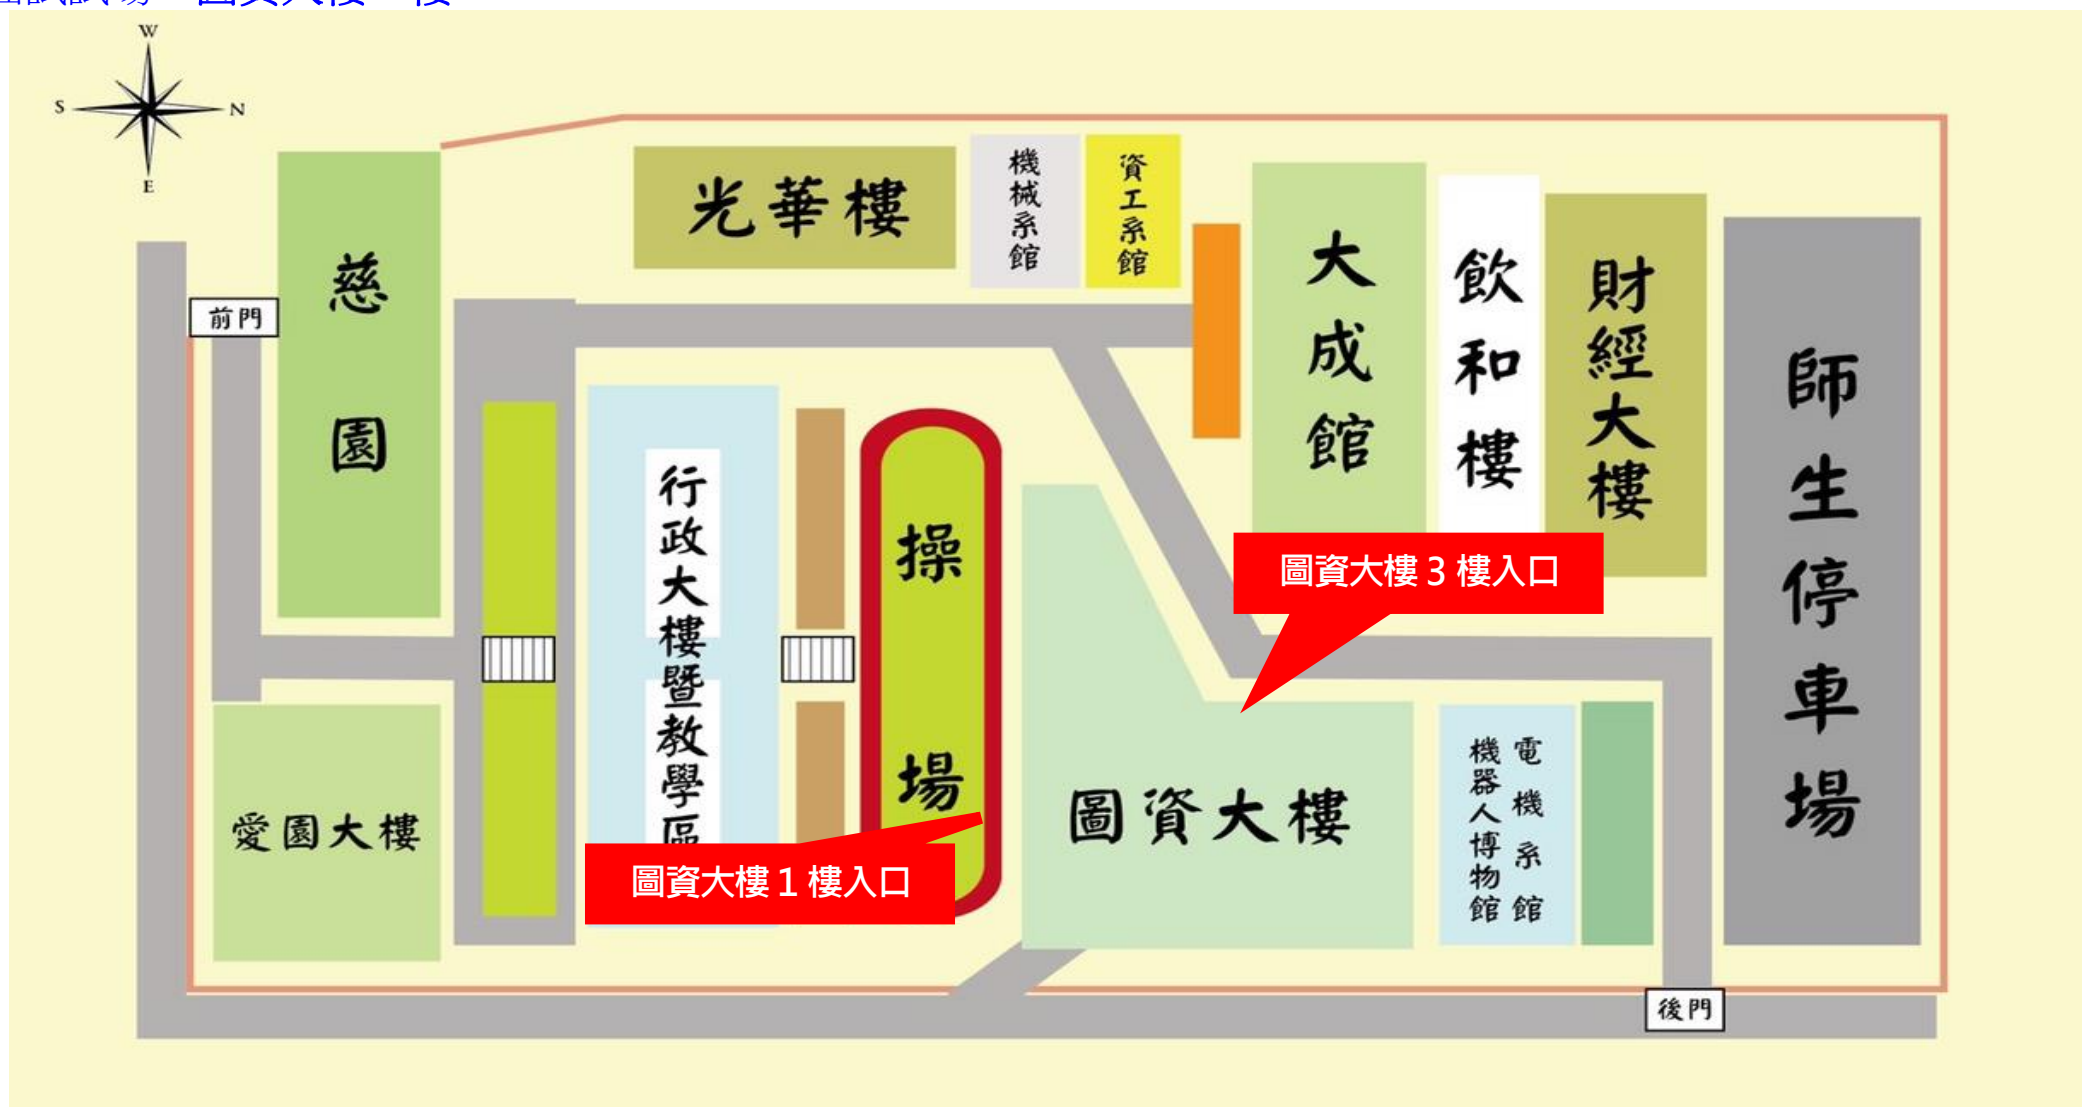 W
S
N
E
光華樓
機械系館
資工系館
慈園
前門
大成館
飲和樓
財經大樓
師生停車場
行政大樓暨教學區
操場
圖資大樓3樓入口
圖資大樓
機器人博物館
電機系館
愛園大樓
圖資大樓1樓入口
後門